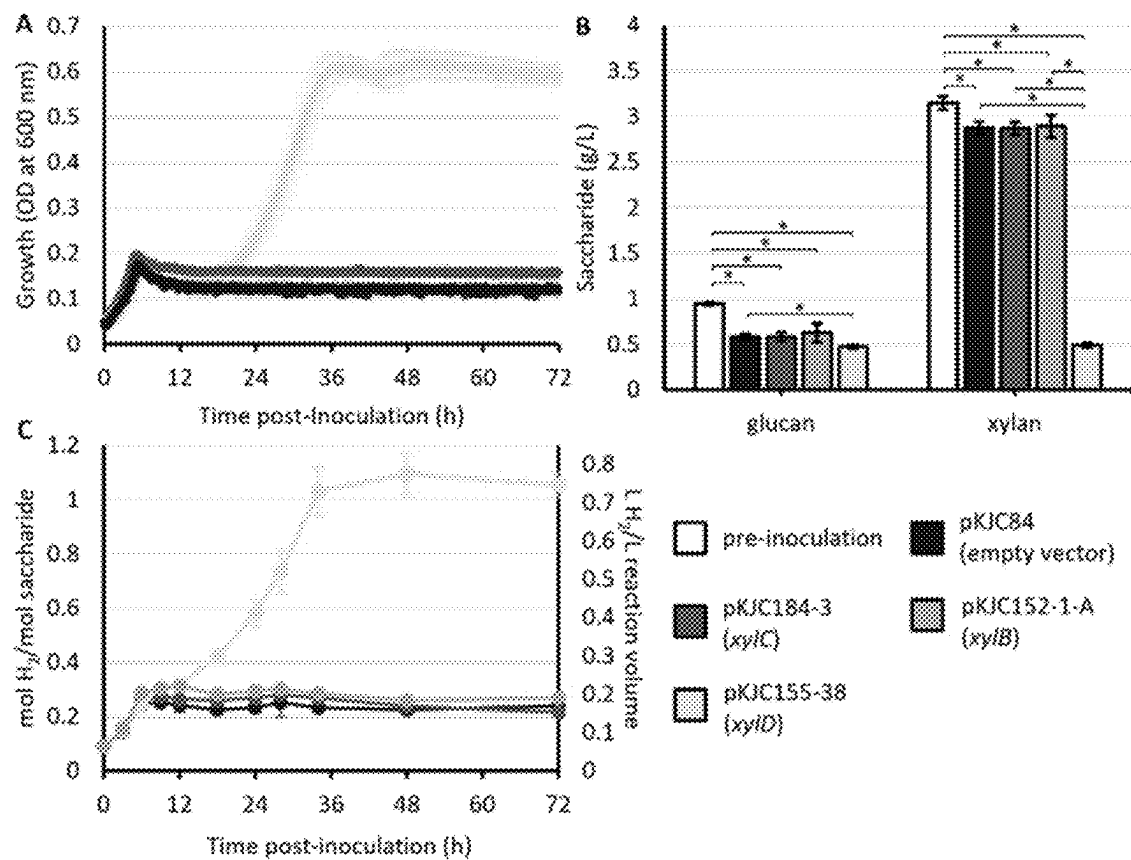 A
0.7
0.6
0.5
0.4
0.3
0.2
0.1
0
Growth (OD at 600 nm)
0 12 24 36 48 60 72
Time post-Inoculation (h)
B
4
3.5
3
2.5
2
1.5
1
0.5
0
Saccharide (g/L)
* * * * *
* * * * * * *
glucan xylan
C
1.2
1
0.8
0.6
0.4
0.2
0
mol H2/mol saccharide
0.8
0.7
0.6
0.5
0.4
0.3
0.2
0.1
0
L H2/L reaction volume
0 12 24 36 48 60 72
Time post-inoculation (h)
pre-inoculation
pKJC84
(empty vector)
pKJC184-3
(xylC)
pKJC152-1-A
(xylB)
pKJC155-38
(xylD)